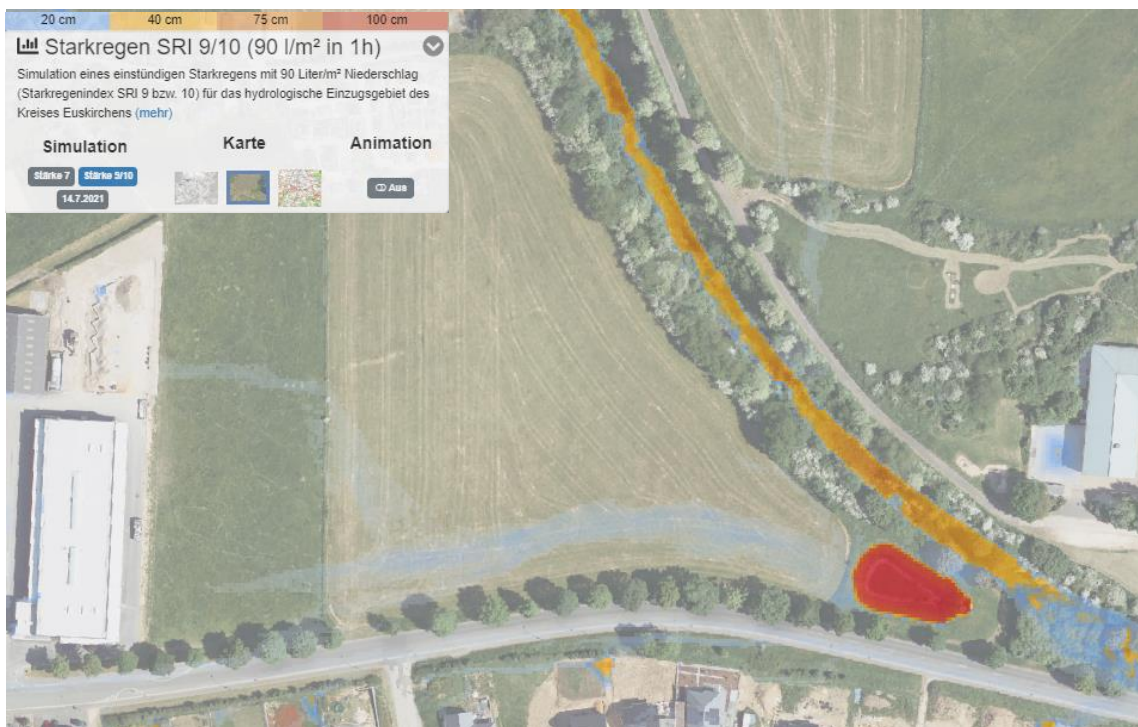 20 cm 40 cm 75 cm 100 cm
Starkregen SRI 9/10 (90 l/m² in 1h)
Simulation eines einstündigen Starkregens mit 90 Liter/m² Niederschlag
(Starkregenindex SRI 9 bzw. 10) für das hydrologische Einzugsgebiet des
Kreises Euskirchens (mehr)
Simulation Karte Animation
Stärke 7 Stärke 9/10
Aus
14.7.2021